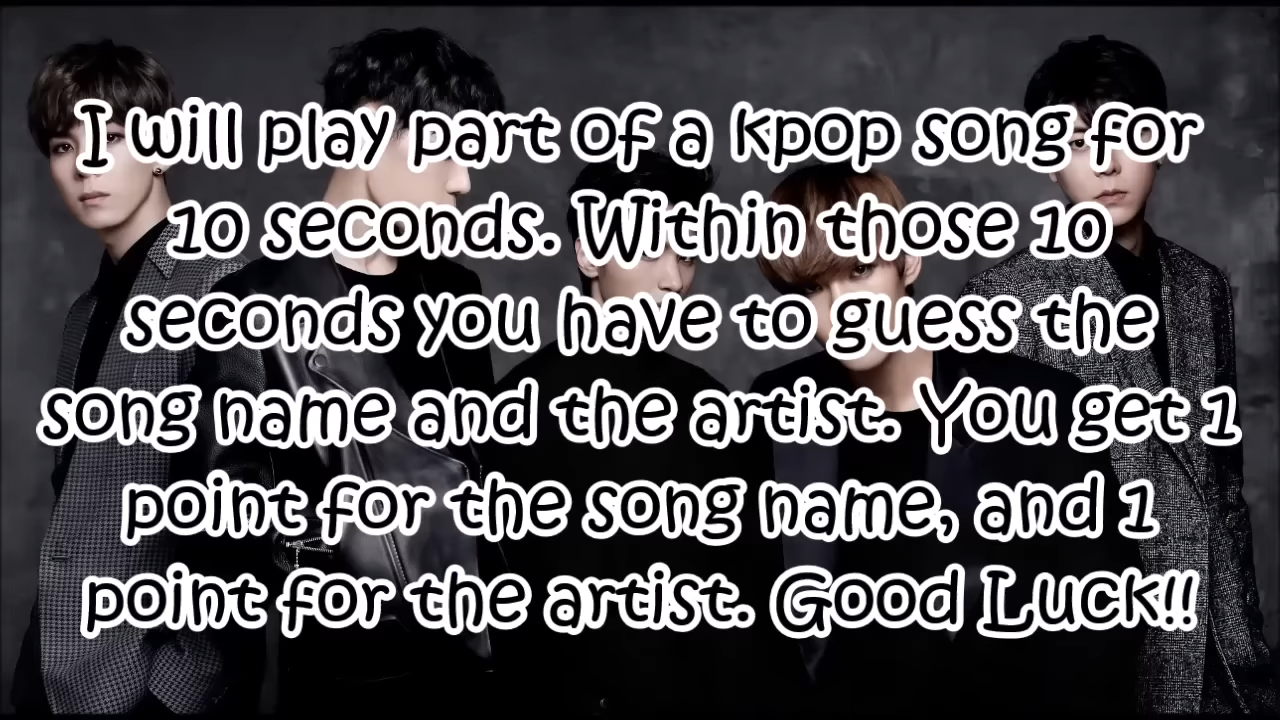 I will play part of a kpop song for
10 seconds. Within those 10
seconds you have to guess the
song name and the artist. You get 1
point for the song name, and 1
point for the artist. Good Luck!!